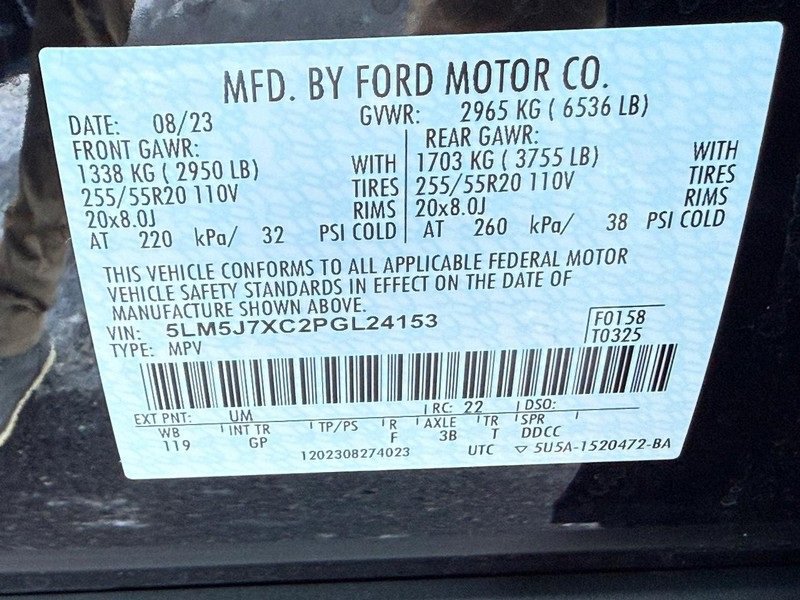 MFD. BY FORD MOTOR CO.
DATE: 08/23 GVWR: 2965 KG ( 6536 LB)
FRONT GAWR: REAR GAWR:
1338 KG ( 2950 LB) WITH 1703 KG ( 3755 LB) WITH
255/55R20 110V TIRES 255/55R20 110V TIRES
20x8.0J RIMS 20x8.0J RIMS
AT 220 kPa/ 32 PSI COLD AT 260 kPa/ 38 PSI COLD
THIS VEHICLE CONFORMS TO ALL APPLICABLE FEDERAL MOTOR
VEHICLE SAFETY STANDARDS IN EFFECT ON THE DATE OF
MANUFACTURE SHOWN ABOVE.
VIN: 5LM5J7XC2PGL24153 F0158
TYPE: MPV T0325
EXT PNT: UM RC: 22 DSO:
WB INT TR TP/PS R AXLE TR SPR
119 GP F 3B T DDCC
1202308274023 UTC ▽ 5U5A-1520472-BA